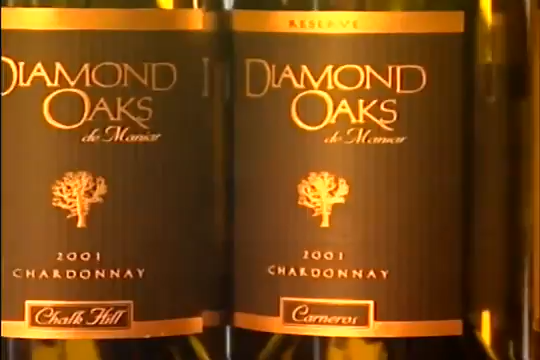 DIAMOND
OAKS
de Maniar
2001
CHARDONNAY
Chalk Hill
RESERVE
DIAMOND
OAKS
de Maniar
2001
CHARDONNAY
Carneros